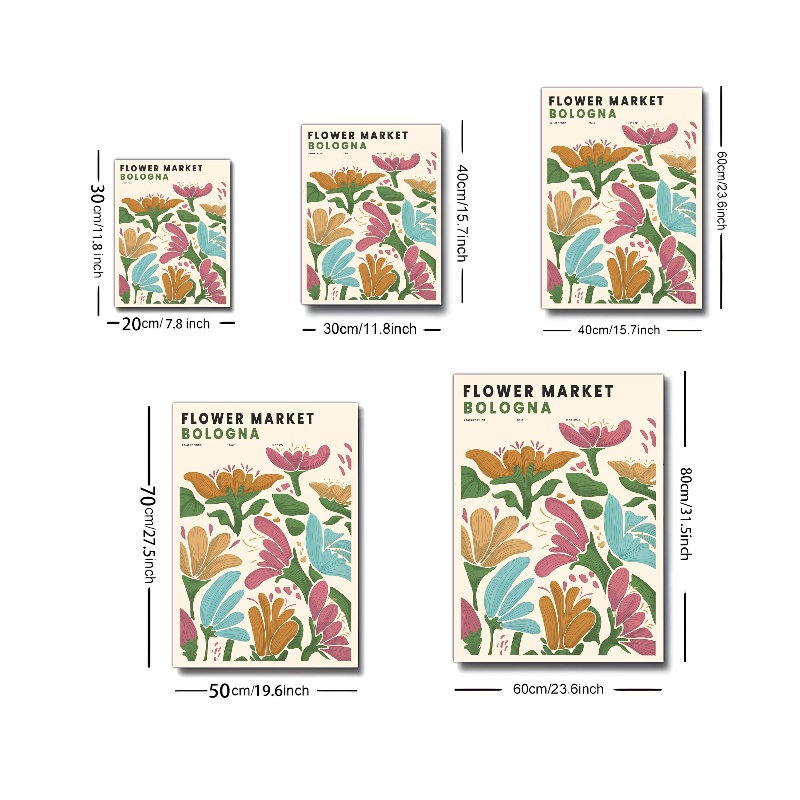 FLOWER MARKET
BOLOGNA
30cm/11.8 inch
20cm/ 7.8 inch
FLOWER MARKET
BOLOGNA
40cm/15.7inch
30cm/11.8inch
FLOWER MARKET
BOLOGNA
60cm/23.6inch
40cm/15.7inch
FLOWER MARKET
BOLOGNA
70cm/27.5inch
50cm/19.6inch
FLOWER MARKET
BOLOGNA
80cm/31.5inch
60cm/23.6inch